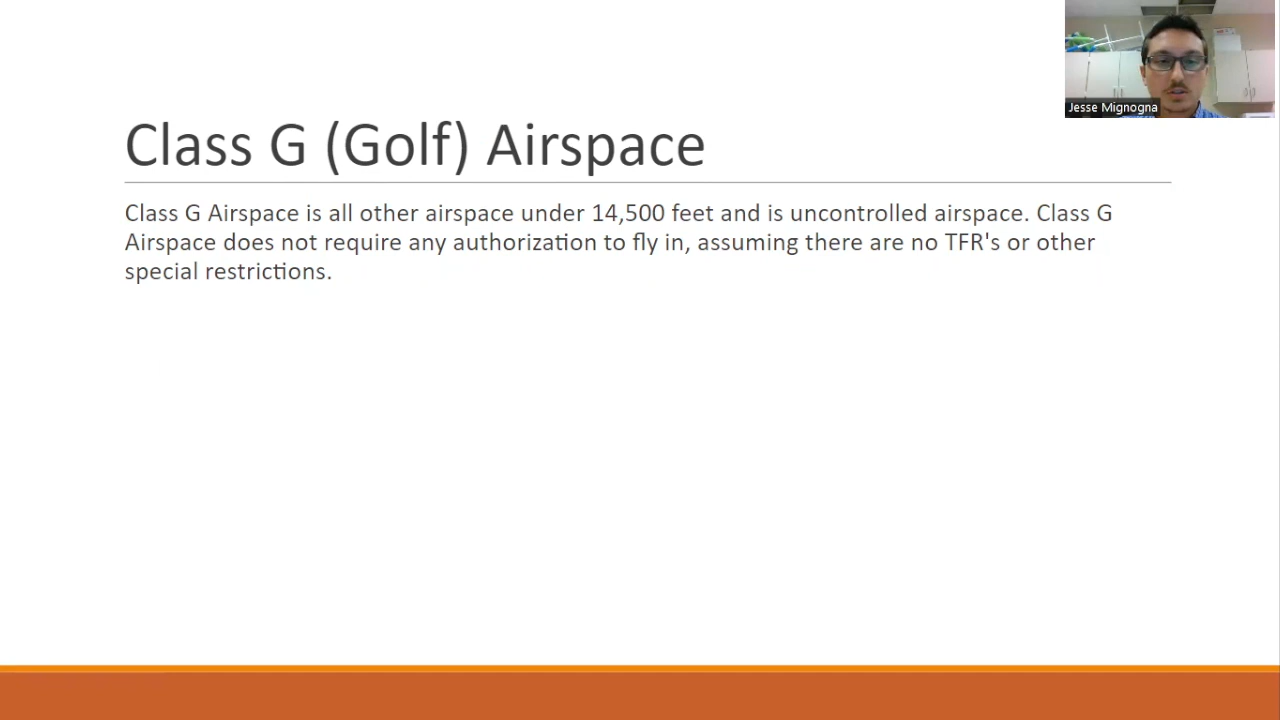 Jesse Mignogna
Class G (Golf) Airspace
Class G Airspace is all other airspace under 14,500 feet and is uncontrolled airspace. Class G
Airspace does not require any authorization to fly in, assuming there are no TFR's or other
special restrictions.